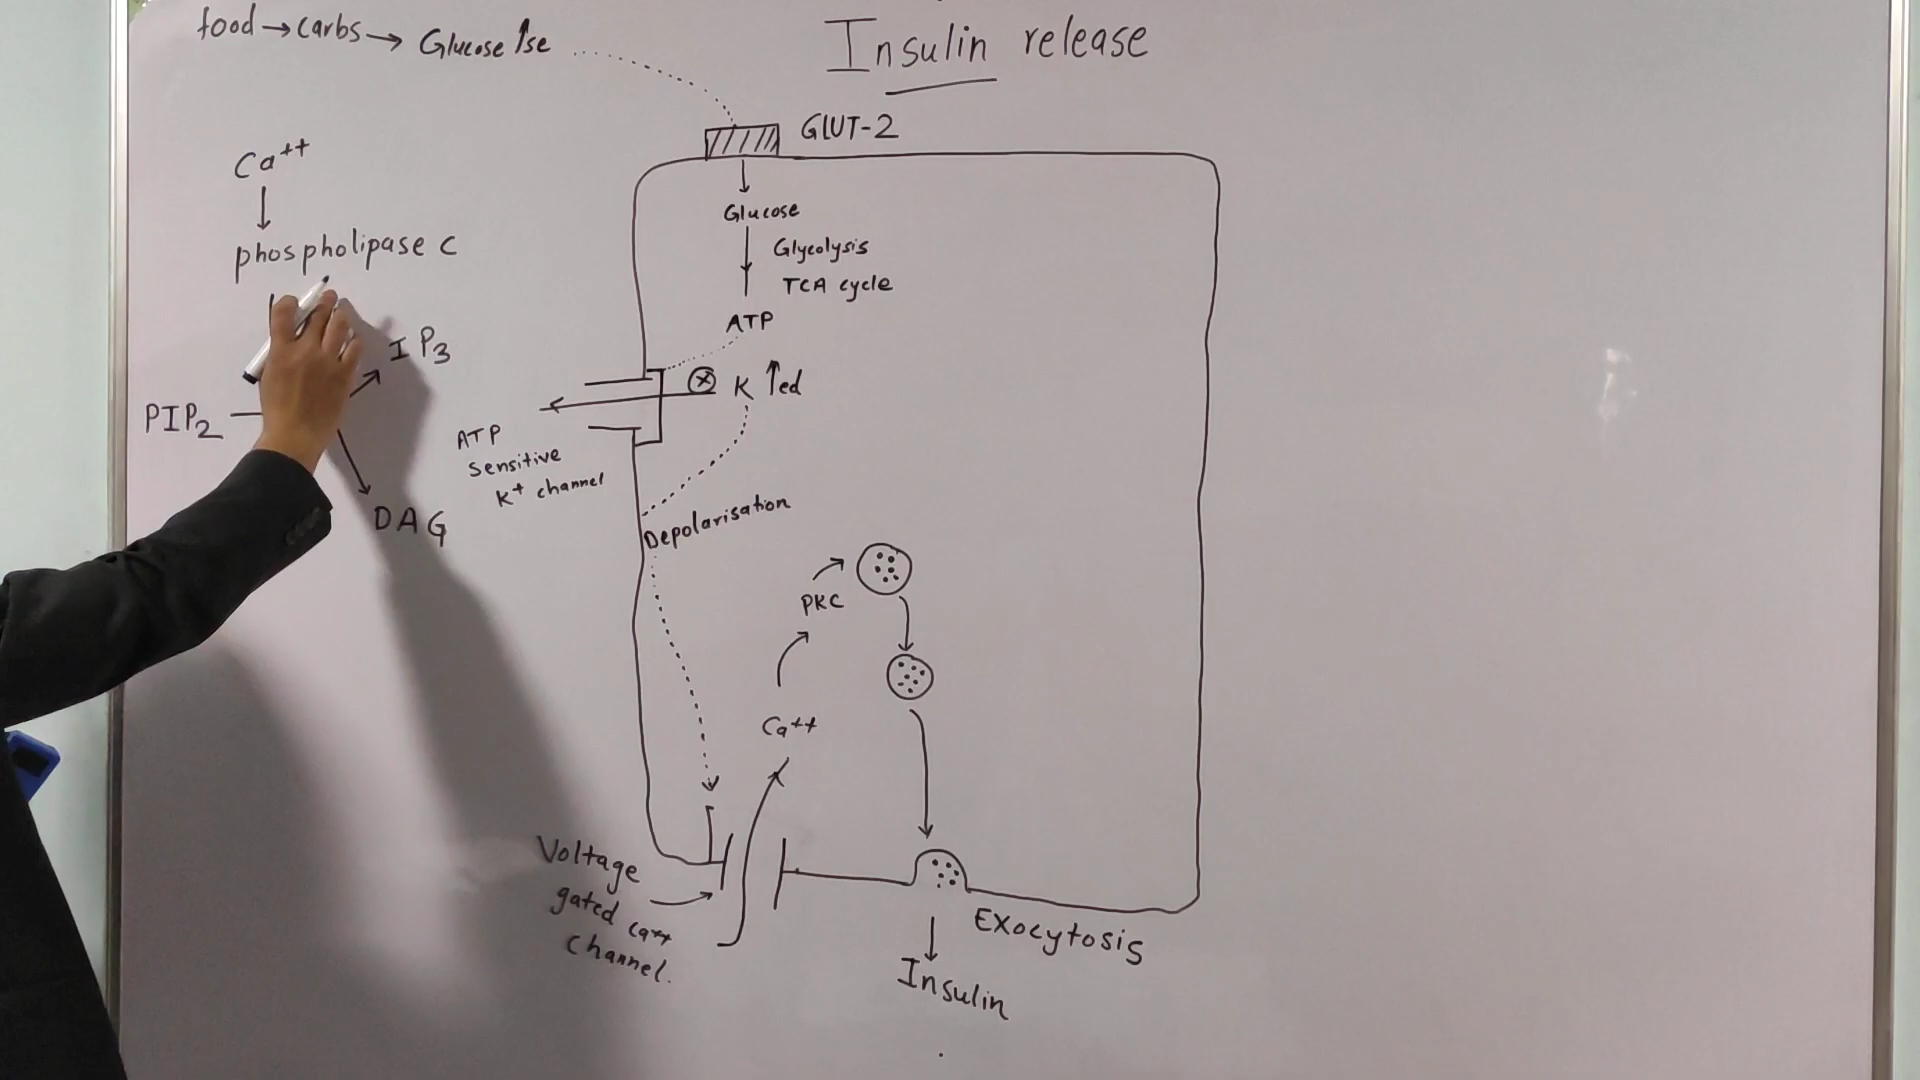 food → carbs → Glucose ↑se
Insulin release
GLUT-2
Ca++
↓
phospholipase C
IP3
PIP2
DAG
Glucose
Glycolysis
TCA cycle
ATP
K ↑ed
ATP
sensitive
K+ channel
Depolarisation
PKC
Ca++
Voltage
gated Ca++
channel.
Exocytosis
Insulin